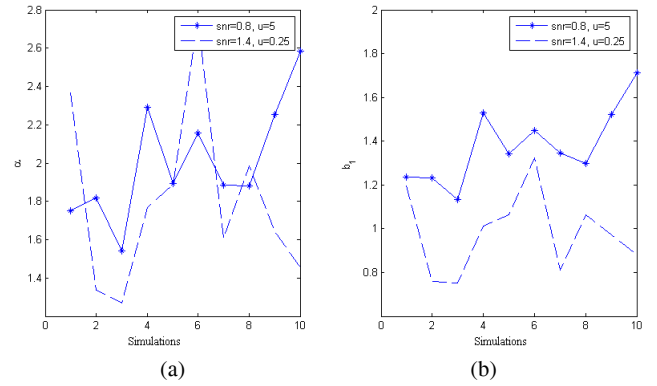 snr=0.8, u=5
snr=1.4, u=0.25
2.8
2.6
2.4
2.2
2
1.8
1.6
1.4
α
0 2 4 6 8 10
Simulations
(a)
snr=0.8, u=5
snr=1.4, u=0.25
2
1.8
1.6
1.4
1.2
1
0.8
b1
0 2 4 6 8 10
Simulations
(b)